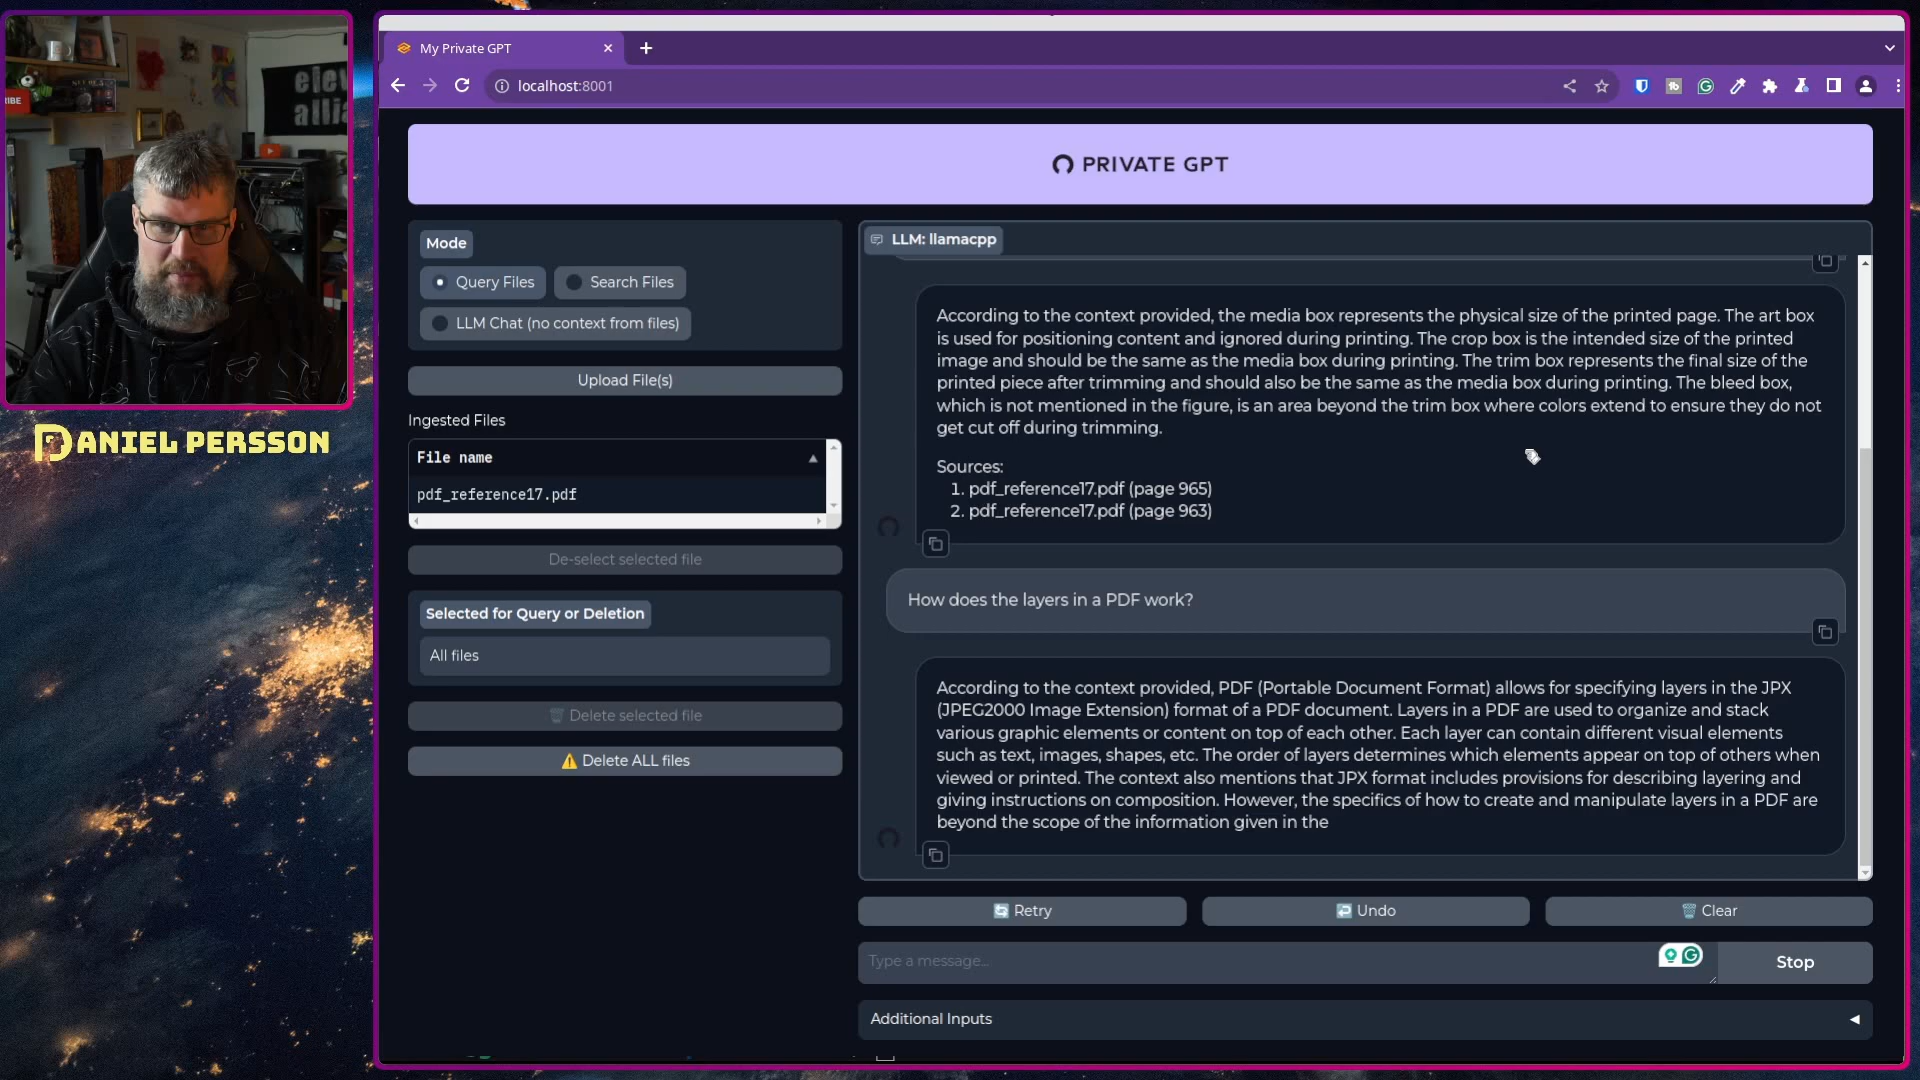 My Private GPT
localhost:8001
elev
allia
IBE
DANIEL PERSSON
PRIVATE GPT
Mode
Query Files
Search Files
LLM Chat (no context from files)
Upload File(s)
Ingested Files
File name
pdf_reference17.pdf
De-select selected file
Selected for Query or Deletion
All files
Delete selected file
Delete ALL files
LLM: llamacpp
According to the context provided, the media box represents the physical size of the printed page. The art box
is used for positioning content and ignored during printing. The crop box is the intended size of the printed
image and should be the same as the media box during printing. The trim box represents the final size of the
printed piece after trimming and should also be the same as the media box during printing. The bleed box,
which is not mentioned in the figure, is an area beyond the trim box where colors extend to ensure they do not
get cut off during trimming.
Sources:
1. pdf_reference17.pdf (page 965)
2. pdf_reference17.pdf (page 963)
How does the layers in a PDF work?
According to the context provided, PDF (Portable Document Format) allows for specifying layers in the JPX
(JPEG2000 Image Extension) format of a PDF document. Layers in a PDF are used to organize and stack
various graphic elements or content on top of each other. Each layer can contain different visual elements
such as text, images, shapes, etc. The order of layers determines which elements appear on top of others when
viewed or printed. The context also mentions that JPX format includes provisions for describing layering and
giving instructions on composition. However, the specifics of how to create and manipulate layers in a PDF are
beyond the scope of the information given in the
Retry
Undo
Clear
Type a message...
Stop
Additional Inputs